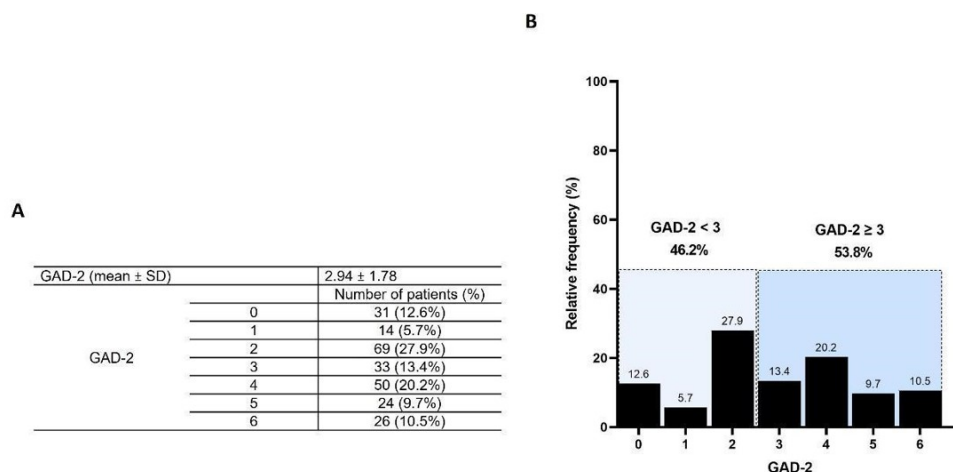 A
GAD-2 (mean ± SD) 2.94 ± 1.78
Number of patients (%)
GAD-2
0 31 (12.6%)
1 14 (5.7%)
2 69 (27.9%)
3 33 (13.4%)
4 50 (20.2%)
5 24 (9.7%)
6 26 (10.5%)
B
Relative frequency (%)
100
80
60
40
20
0
GAD-2 < 3
46.2%
GAD-2 ≥ 3
53.8%
12.6 5.7 27.9 13.4 20.2 9.7 10.5
0 1 2 3 4 5 6
GAD-2